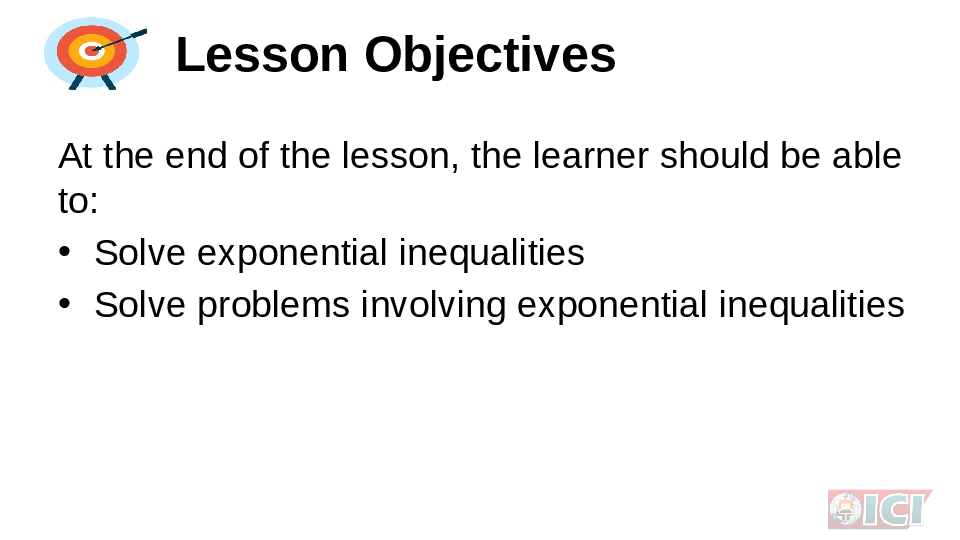 Lesson Objectives
At the end of the lesson, the learner should be able
to:
• Solve exponential inequalities
• Solve problems involving exponential inequalities
ICI